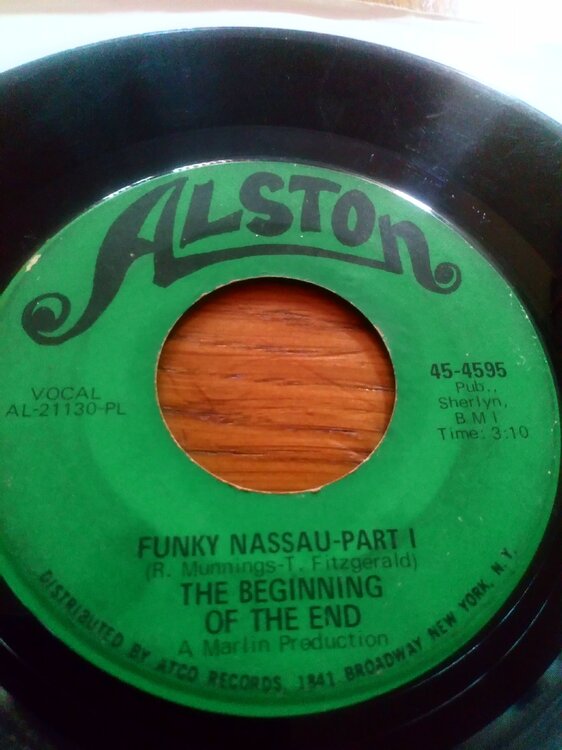 ALSTON
VOCAL
AL-21130-PL
45-4595
Pub.,
Sherlyn,
BMI
Time: 3:10
FUNKY NASSAU-PART I
(R. Munnings-T. Fitzgerald)
THE BEGINNING
OF THE END
A Marlin Production
DISTRIBUTED BY ATCO RECORDS, 1841 BROADWAY NEW YORK, N.Y.